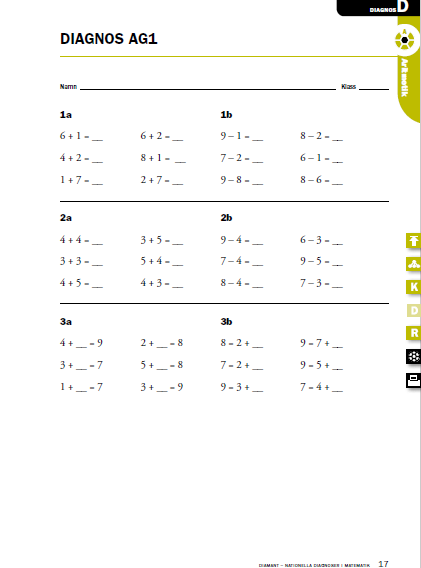 DIAGNOS D
Aritmetik
DIAGNOS AG1
Namn ___ Klass ___
1a 1b
6 + 1 = __ 6 + 2 = __ 9 – 1 = __ 8 – 2 = __
4 + 2 = __ 8 + 1 = __ 7 – 2 = __ 6 – 1 = __
1 + 7 = __ 2 + 7 = __ 9 – 8 = __ 8 – 6 = __
2a 2b
4 + 4 = __ 3 + 5 = __ 9 – 4 = __ 6 – 3 = __
3 + 3 = __ 5 + 4 = __ 7 – 4 = __ 9 – 5 = __
4 + 5 = __ 4 + 3 = __ 8 – 4 = __ 7 – 3 = __
3a 3b
4 + __ = 9 2 + __ = 8 8 = 2 + __ 9 = 7 + __
3 + __ = 7 5 + __ = 8 7 = 2 + __ 9 = 5 + __
1 + __ = 7 3 + __ = 9 9 = 3 + __ 7 = 4 + __
K
D
R
DIAMANT – NATIONELLA DIAGNOSER I MATEMATIK 17